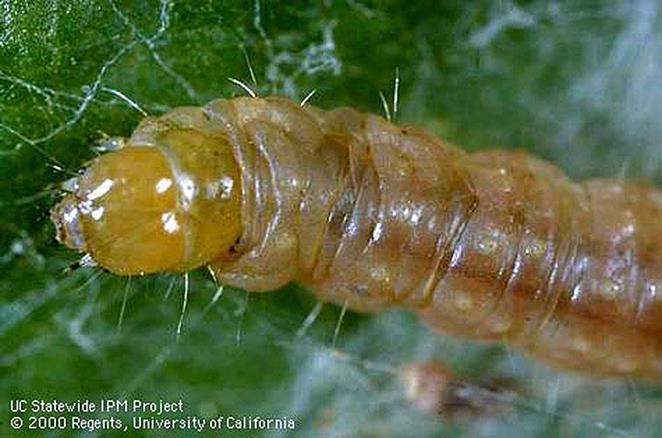 UC Statewide IPM Project
© 2000 Regents, University of California